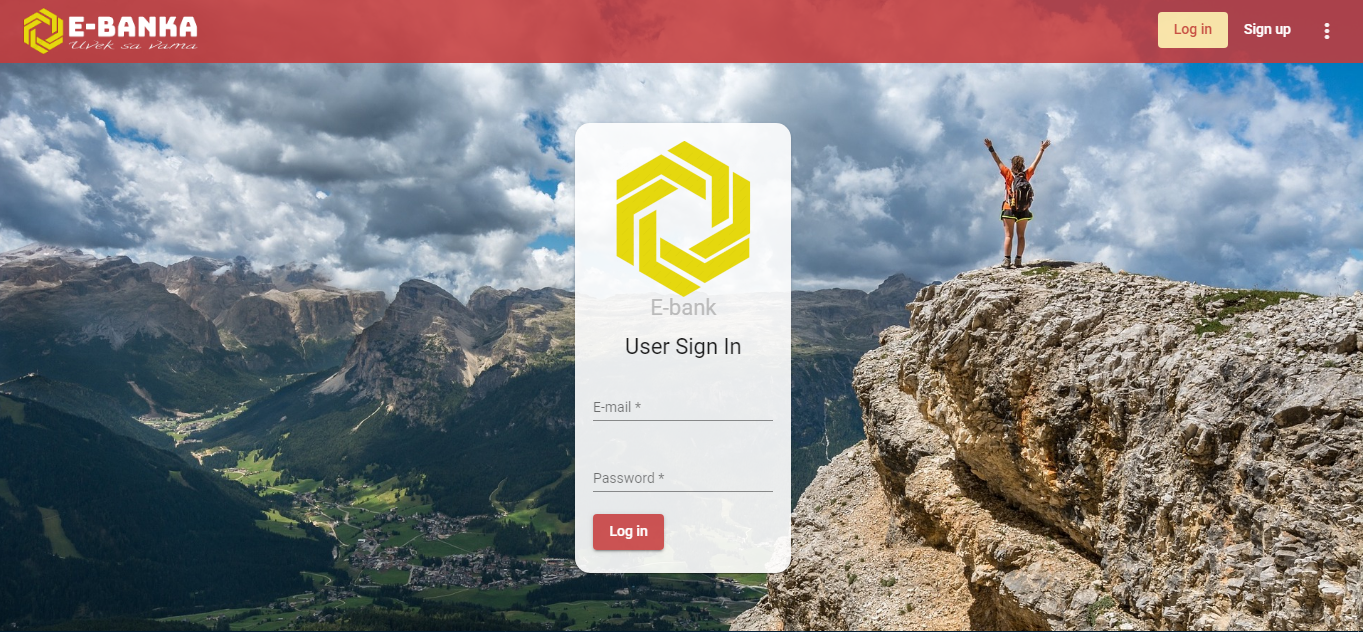 E-BANKA
Uvek sa vama
Log in
Sign up
E-bank
User Sign In
E-mail *
Password *
Log in